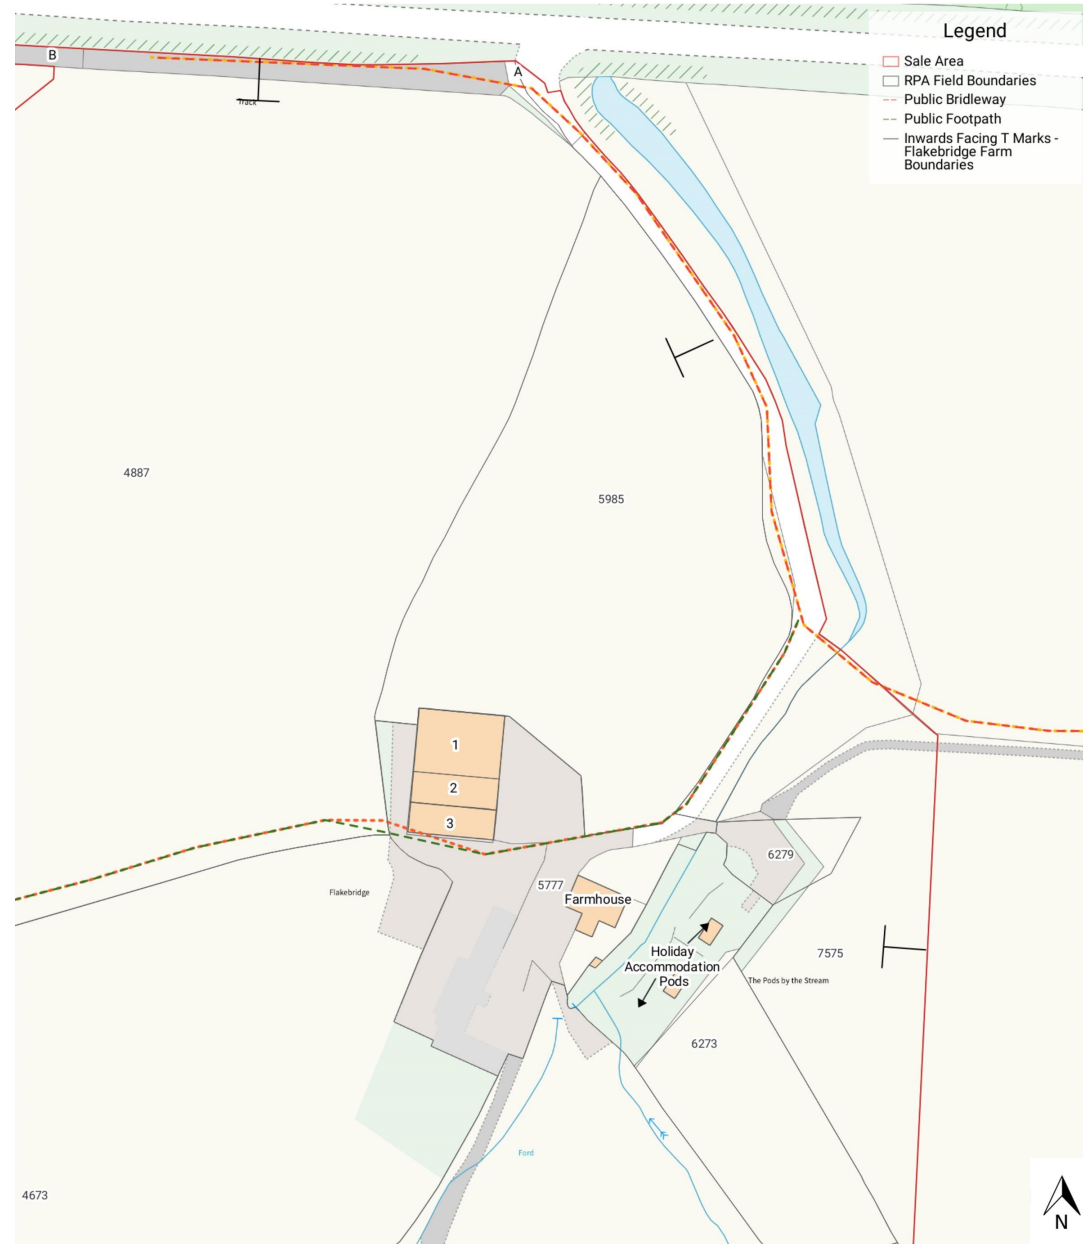 Legend
Sale Area
RPA Field Boundaries
Public Bridleway
Public Footpath
Inwards Facing T Marks -
Flakebridge Farm
Boundaries
B
A
Track
4887
5985
1
2
3
6279
5777
Flakebridge
Farmhouse
Holiday
Accommodation
Pods
7575
The Pods by the Stream
6273
Ford
4673
N